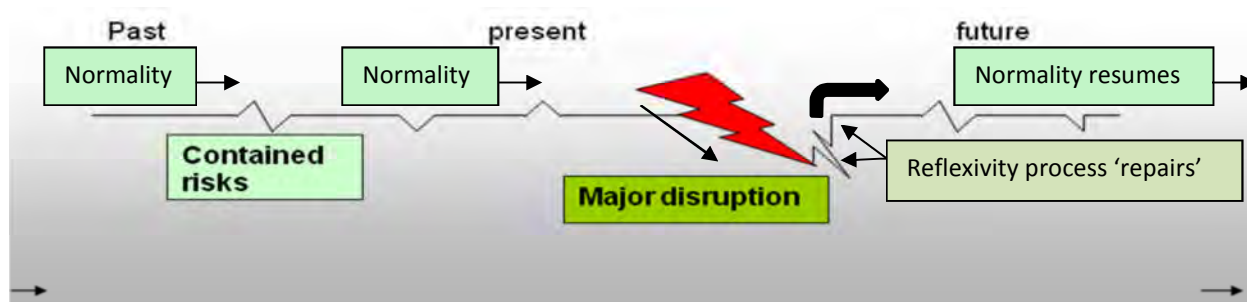 Past present future
Normality Normality Normality resumes
Contained
risks
Reflexivity process 'repairs'
Major disruption